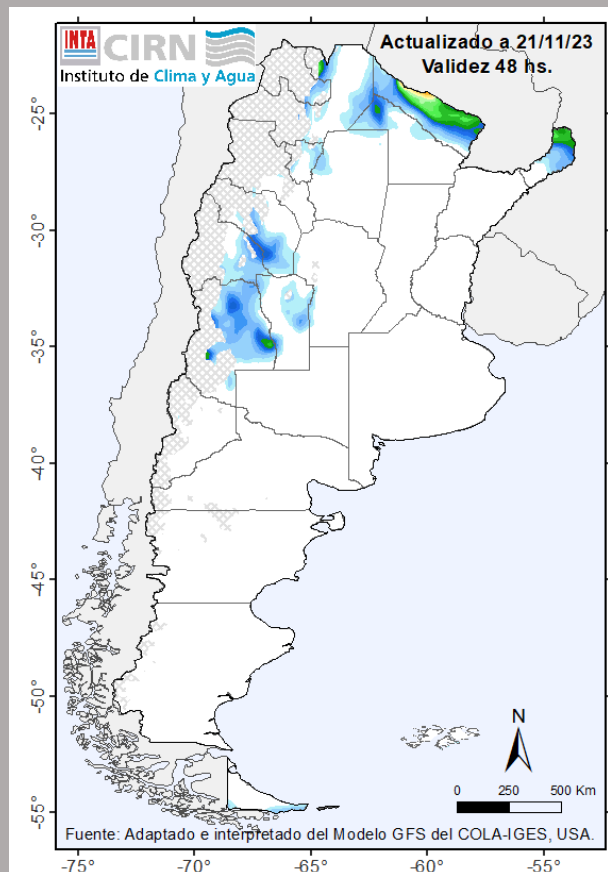 INTA CIRN
Instituto de Clima y Agua
Actualizado a 21/11/23
Validez 48 hs.
-25°
-30°
-35°
-40°
-45°
-50°
-55°
N
0 250 500 Km
Fuente: Adaptado e interpretado del Modelo GFS del COLA-IGES, USA.
-75° -70° -65° -60° -55°